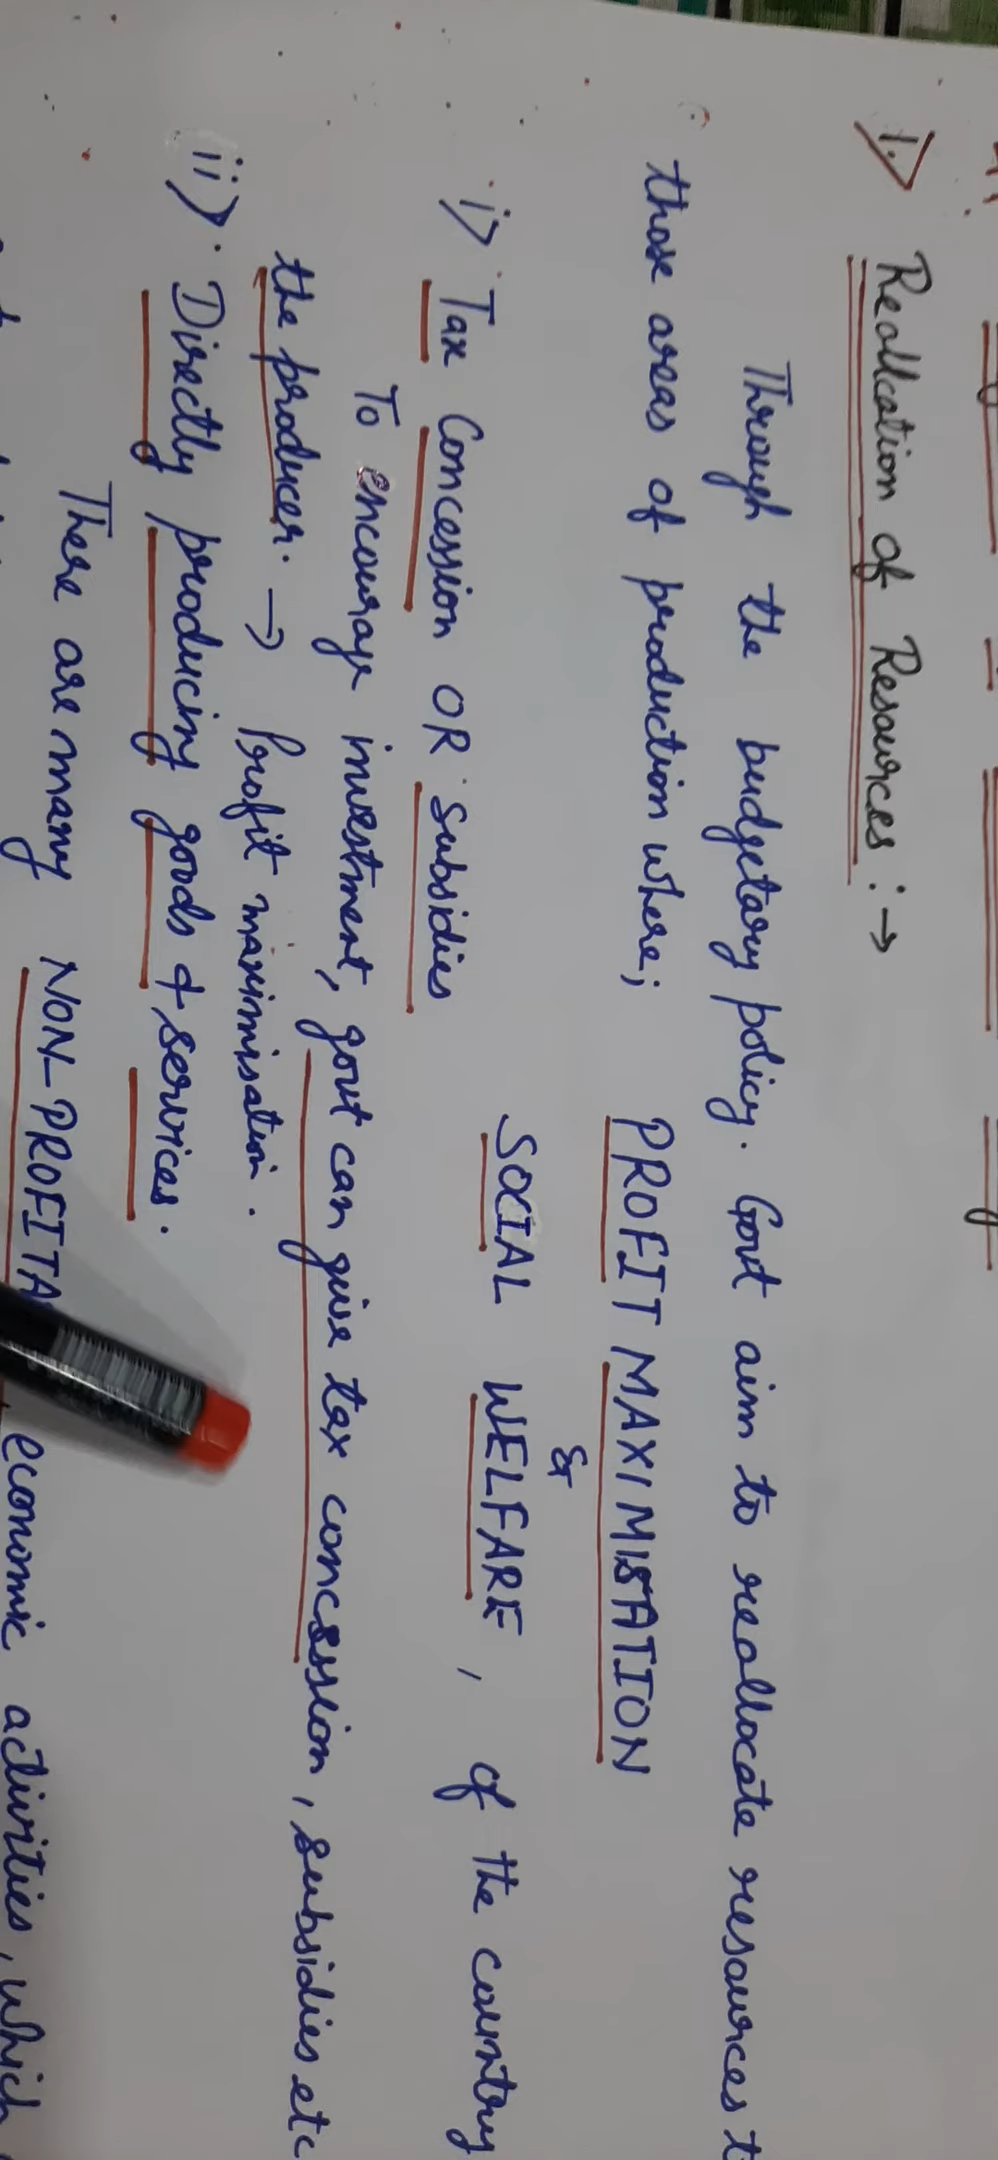 1.> Reallcation of Resources :→
Through the budgetary policy. Govt aim to reallocate resources t
those areas of production where; PROFIT MAXIMISATION
&
SOCIAL WELFARE, of the country
i> Tax Concession OR Subsidies
To encourage investment, govt can give tax concession, subsidies etc
the producer. → Profit maximisation.
ii> Directly producing goods & services.
There are many NON-PROFITA economic activities, which